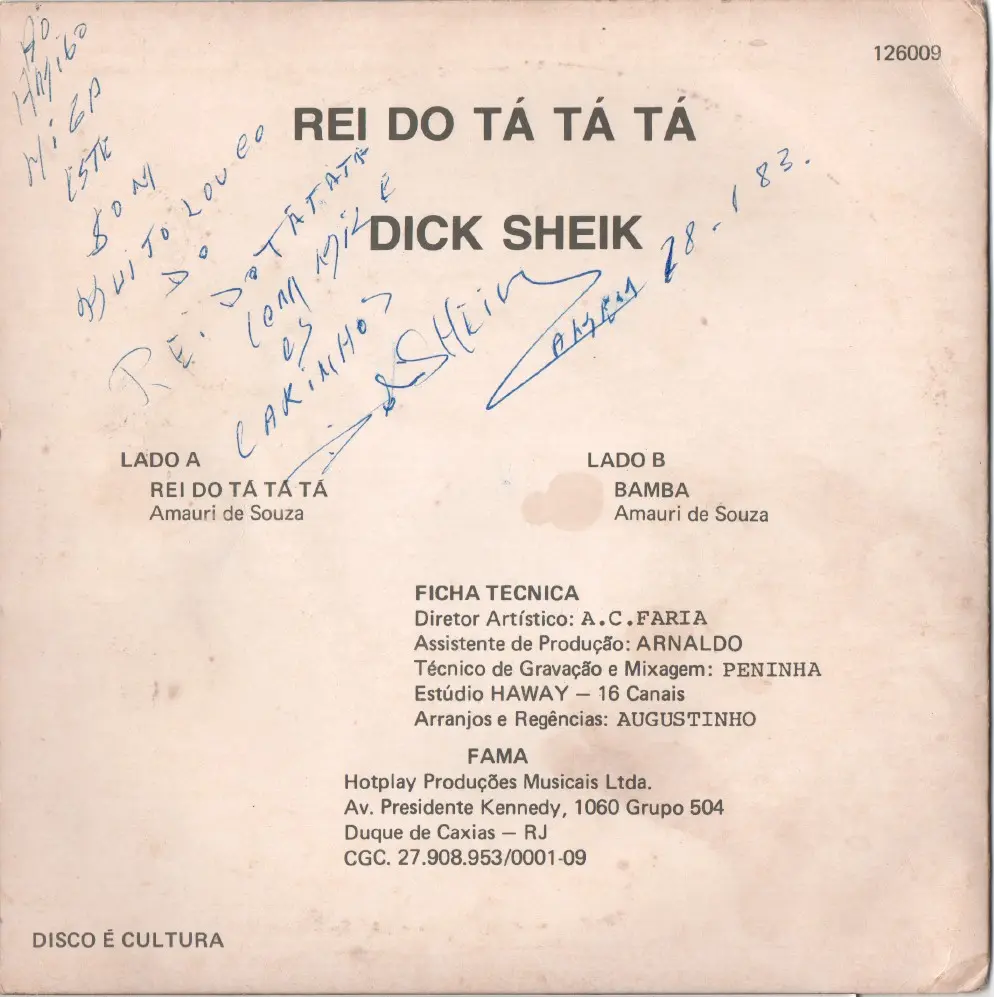 126009
REI DO TÁ TÁ TÁ
DICK SHEIK
AO
AMIGO
ESTE
SOM
MUITO LOUCO
DO
REI DO TATATA
COM MIL E
CARINHOS
SHEIK
28-1 83.
LADO A
REI DO TÁ TÁ TÁ
Amauri de Souza
LADO B
BAMBA
Amauri de Souza
FICHA TECNICA
Diretor Artístico: A.C.FARIA
Assistente de Produção: ARNALDO
Técnico de Gravação e Mixagem: PENINHA
Estúdio HAWAY — 16 Canais
Arranjos e Regências: AUGUSTINHO
FAMA
Hotplay Produções Musicais Ltda.
Av. Presidente Kennedy, 1060 Grupo 504
Duque de Caxias — RJ
CGC. 27.908.953/0001-09
DISCO É CULTURA